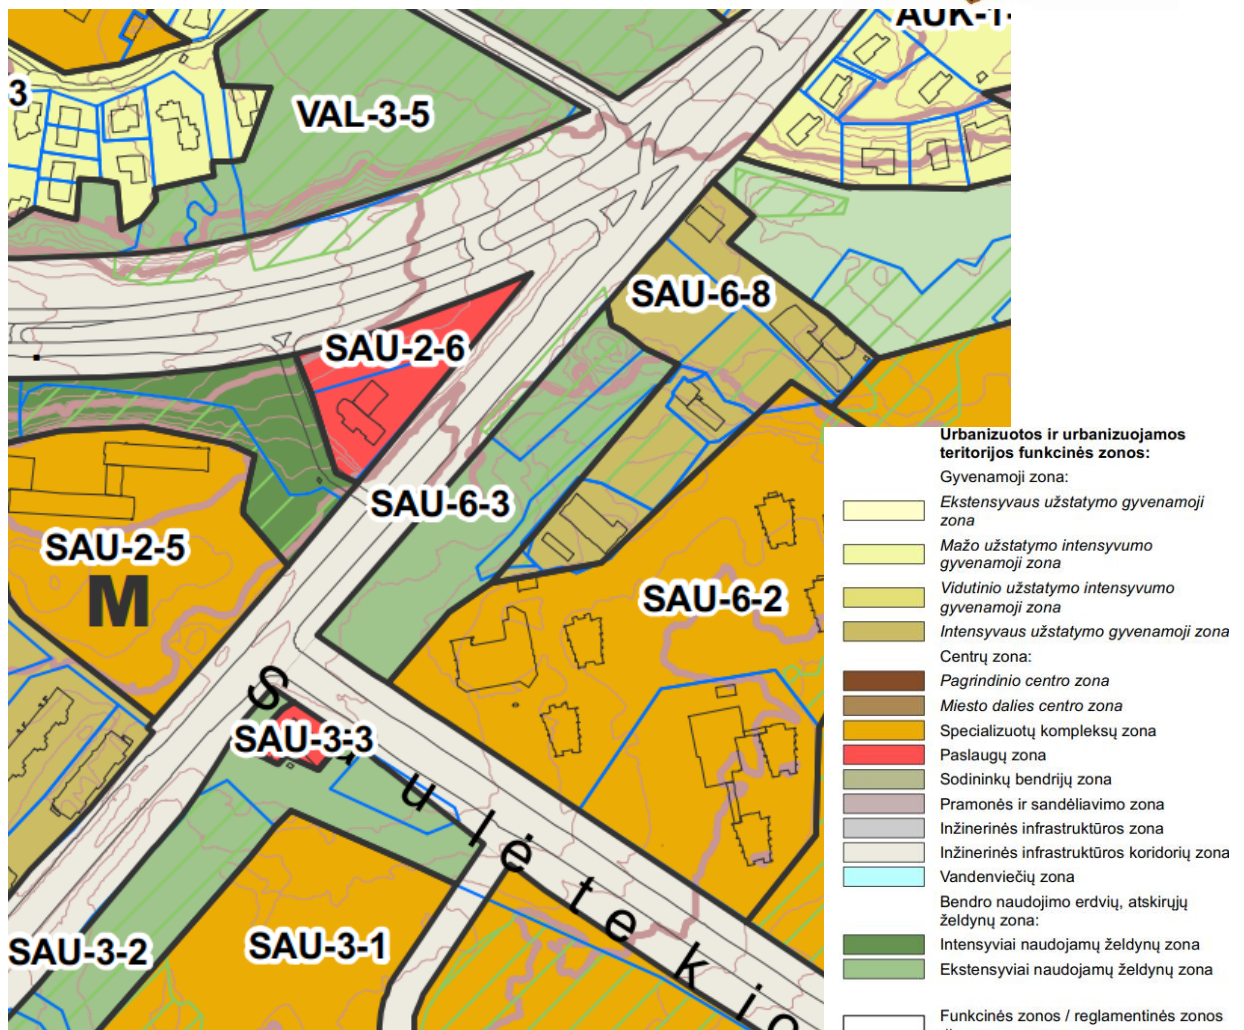 AUK-1-
3
VAL-3-5
SAU-6-8
SAU-2-6
SAU-6-3
SAU-2-5
M
SAU-6-2
SAU-3-3
Saulėtekio
SAU-3-2
SAU-3-1
Urbanizuotos ir urbanizuojamos
teritorijos funkcinės zonos:
Gyvenamoji zona:
Ekstensyvaus užstatymo gyvenamoji
zona
Mažo užstatymo intensyvumo
gyvenamoji zona
Vidutinio užstatymo intensyvumo
gyvenamoji zona
Intensyvaus užstatymo gyvenamoji zona
Centrų zona:
Pagrindinio centro zona
Miesto dalies centro zona
Specializuotų kompleksų zona
Paslaugų zona
Sodininkų bendrijų zona
Pramonės ir sandėliavimo zona
Inžinerinės infrastruktūros zona
Inžinerinės infrastruktūros koridorių zona
Vandenviečių zona
Bendro naudojimo erdvių, atskirųjų
želdynų zona:
Intensyviai naudojamų želdynų zona
Ekstensyviai naudojamų želdynų zona
Funkcinės zonos / reglamentinės zonos